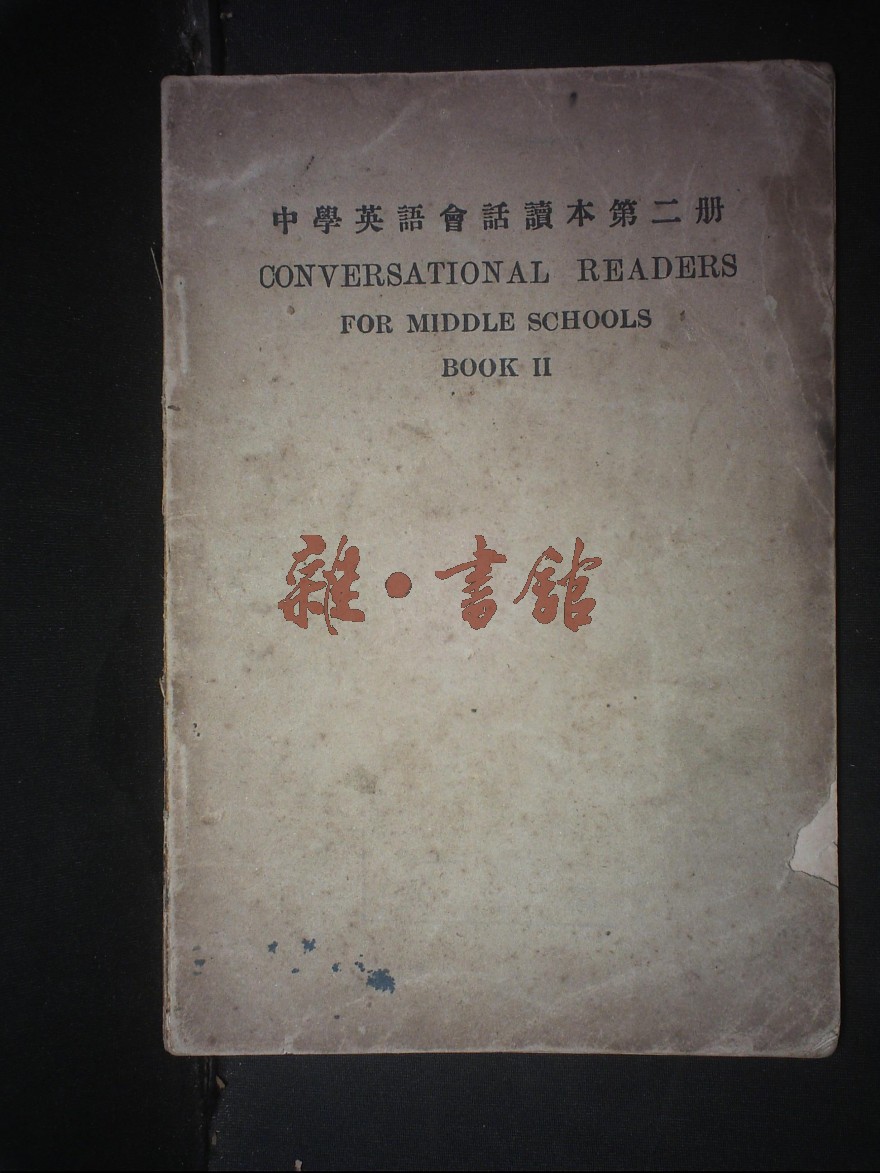 中學英語會話讀本第二册
CONVERSATIONAL READERS
FOR MIDDLE SCHOOLS
BOOK II
雜·書館